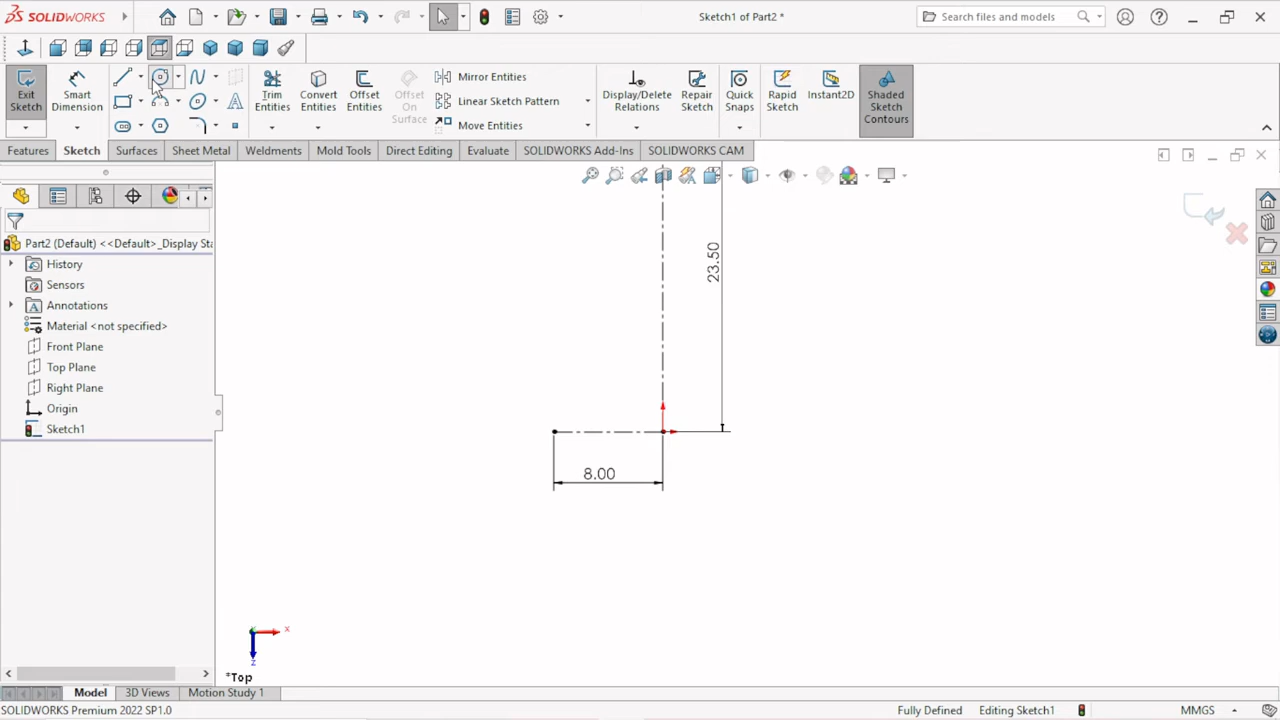 SOLIDWORKS
Sketch1 of Part2 *
Search files and models
Exit Sketch
Smart Dimension
Trim Entities
Convert Entities
Offset Entities
Offset On Surface
Mirror Entities
Linear Sketch Pattern
Move Entities
Display/Delete Relations
Repair Sketch
Quick Snaps
Rapid Sketch
Instant2D
Shaded Sketch Contours
Features
Sketch
Surfaces
Sheet Metal
Weldments
Mold Tools
Direct Editing
Evaluate
SOLIDWORKS Add-Ins
SOLIDWORKS CAM
Part2 (Default) <<Default>_Display Sta
History
Sensors
Annotations
Material <not specified>
Front Plane
Top Plane
Right Plane
Origin
Sketch1
23.50
8.00
x
z
*Top
Model
3D Views
Motion Study 1
SOLIDWORKS Premium 2022 SP1.0
Fully Defined
Editing Sketch1
MMGS